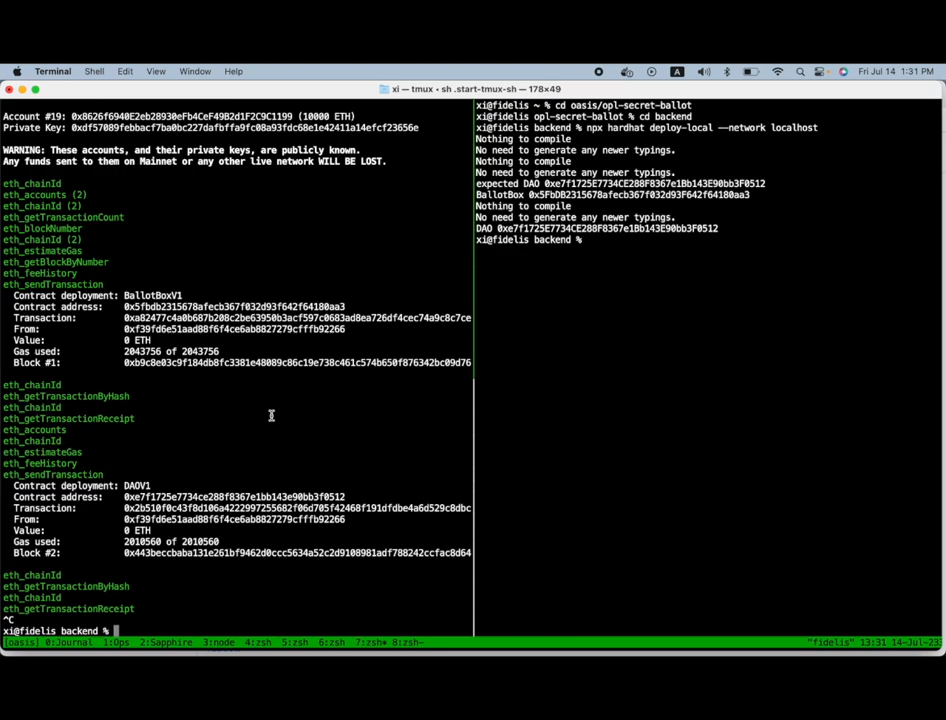 Terminal Shell Edit View Window Help A Fri Jul 14 1:31 PM
xi — tmux • sh .start-tmux-sh — 178×49
Account #19: 0x8626f6940E2eb28930eFb4CeF49B2d1F2C9C1199 (10000 ETH)
Private Key: 0xdf57089febbacf7ba0bc227dafbffa9fc08a93fdc68e1e42411a14efcf23656e
WARNING: These accounts, and their private keys, are publicly known.
Any funds sent to them on Mainnet or any other live network WILL BE LOST.
eth_chainId
eth_accounts (2)
eth_chainId (2)
eth_getTransactionCount
eth_blockNumber
eth_chainId (2)
eth_estimateGas
eth_getBlockByNumber
eth_feeHistory
eth_sendTransaction
Contract deployment: BallotBoxV1
Contract address: 0x5fbdb2315678afecb367f032d93f642f64180aa3
Transaction: 0xa82477c4a0b687b208c2be63950b3acf597c0683ad8ea726df4cec74a9c8c7ce
From: 0xf39fd6e51aad88f6f4ce6ab8827279cfffb92266
Value: 0 ETH
Gas used: 2043756 of 2043756
Block #1: 0xb9c8e03c9f184db8fc3381e48089c86c19e738c461c574b650f876342bc09d76
eth_chainId
eth_getTransactionByHash
eth_chainId
eth_getTransactionReceipt
eth_accounts
eth_chainId
eth_estimateGas
eth_feeHistory
eth_sendTransaction
Contract deployment: DAOV1
Contract address: 0xe7f1725e7734ce288f8367e1bb143e90bb3f0512
Transaction: 0x2b510f0c43f8d106a4222997255682f06d705f42468f191dfdbe4a6d529c8dbc
From: 0xf39fd6e51aad88f6f4ce6ab8827279cfffb92266
Value: 0 ETH
Gas used: 2010560 of 2010560
Block #2: 0x443beccbaba131e261bf9462d0ccc5634a52c2d9108981adf788242ccfac8d64
eth_chainId
eth_getTransactionByHash
eth_chainId
eth_getTransactionReceipt
^C
xi@fidelis backend %
xi@fidelis ~ % cd oasis/opl-secret-ballot
xi@fidelis opl-secret-ballot % cd backend
xi@fidelis backend % npx hardhat deploy-local --network localhost
Nothing to compile
No need to generate any newer typings.
Nothing to compile
No need to generate any newer typings.
expected DAO 0xe7f1725E7734CE288F8367e1Bb143E90bb3F0512
BallotBox 0x5FbDB2315678afecb367f032d93F642f64180aa3
Nothing to compile
No need to generate any newer typings.
DAO 0xe7f1725E7734CE288F8367e1Bb143E90bb3F0512
xi@fidelis backend %
[oasis] 0:Journal 1:Ops 2:Sapphire 3:node 4:zsh 5:zsh 6:zsh 7:zsh* 8:zsh- "fidelis" 13:31 14-Jul-23